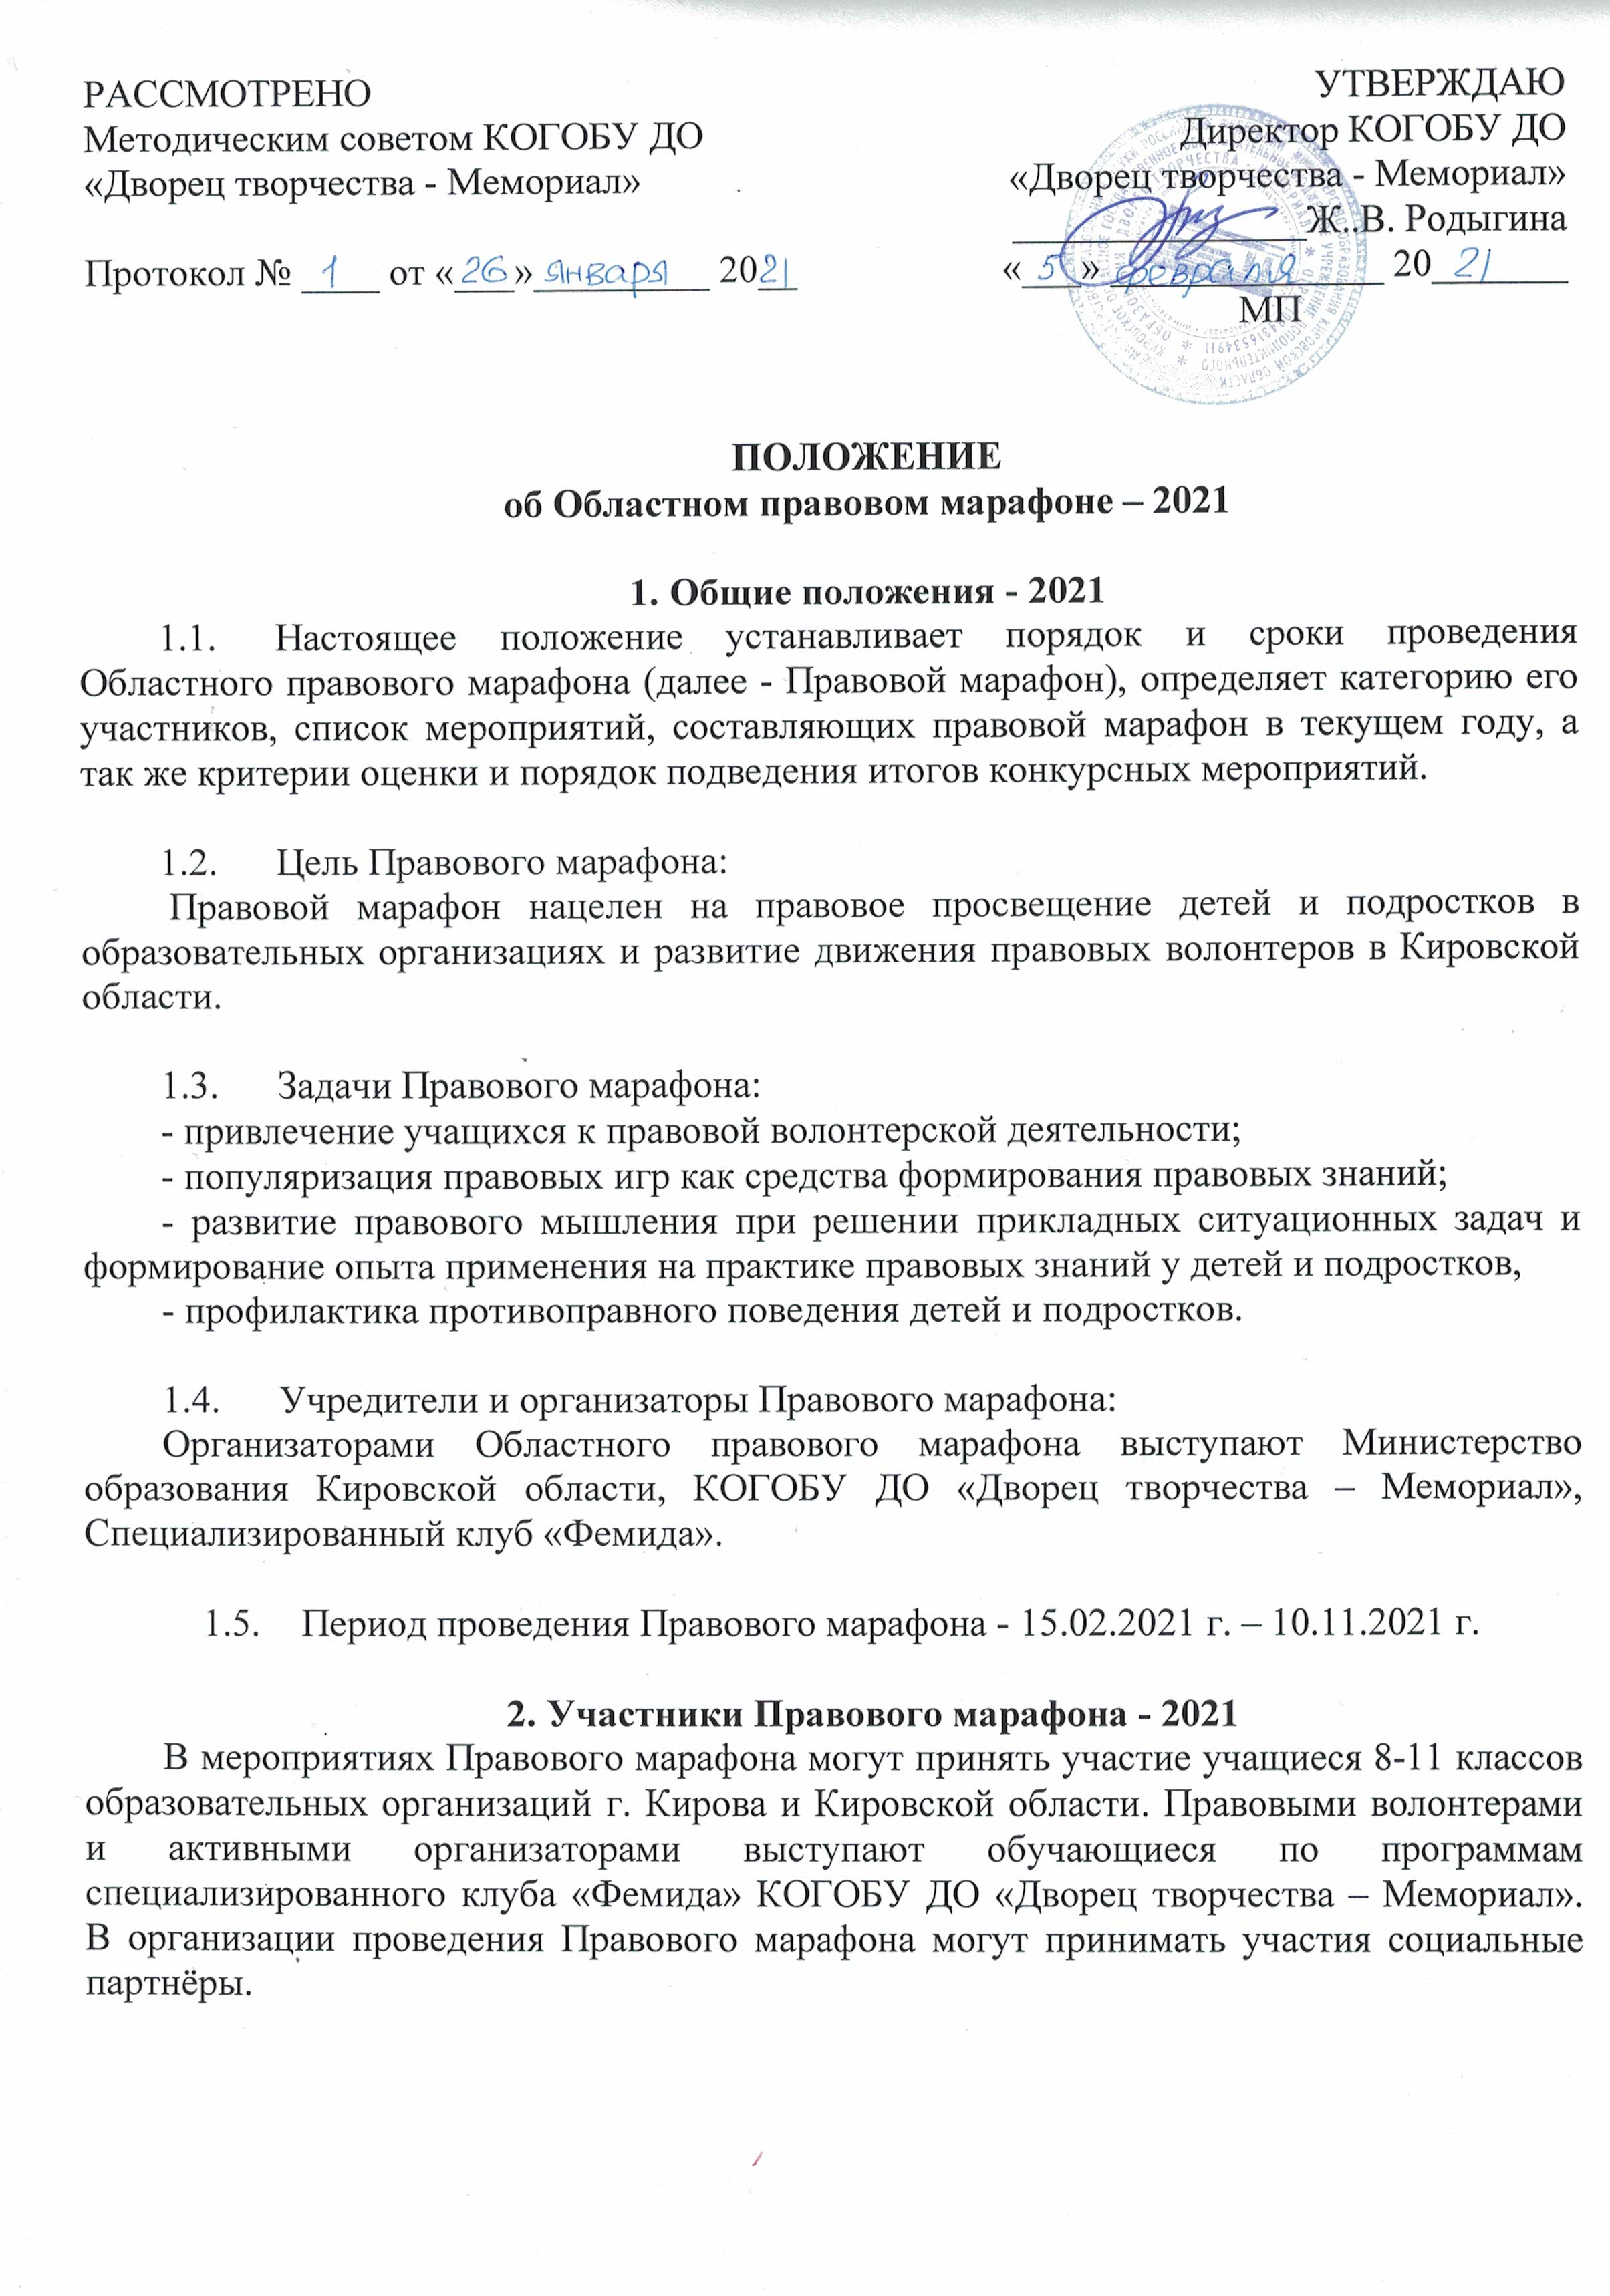 РАССМОТРЕНО
Методическим советом КОГОБУ ДО
«Дворец творчества - Мемориал»
Протокол № 1 от «26» января 2021
УТВЕРЖДАЮ
Директор КОГОБУ ДО
«Дворец творчества - Мемориал»
Ж..В. Родыгина
«5» февраля 2021
МП
ПОЛОЖЕНИЕ
об Областном правовом марафоне – 2021
1. Общие положения - 2021
1.1. Настоящее положение устанавливает порядок и сроки проведения
Областного правового марафона (далее - Правовой марафон), определяет категорию его
участников, список мероприятий, составляющих правовой марафон в текущем году, а
так же критерии оценки и порядок подведения итогов конкурсных мероприятий.
1.2. Цель Правового марафона:
Правовой марафон нацелен на правовое просвещение детей и подростков в
образовательных организациях и развитие движения правовых волонтеров в Кировской
области.
1.3. Задачи Правового марафона:
- привлечение учащихся к правовой волонтерской деятельности;
- популяризация правовых игр как средства формирования правовых знаний;
- развитие правового мышления при решении прикладных ситуационных задач и
формирование опыта применения на практике правовых знаний у детей и подростков,
- профилактика противоправного поведения детей и подростков.
1.4. Учредители и организаторы Правового марафона:
Организаторами Областного правового марафона выступают Министерство
образования Кировской области, КОГОБУ ДО «Дворец творчества – Мемориал»,
Специализированный клуб «Фемида».
1.5. Период проведения Правового марафона - 15.02.2021 г. – 10.11.2021 г.
2. Участники Правового марафона - 2021
В мероприятиях Правового марафона могут принять участие учащиеся 8-11 классов
образовательных организаций г. Кирова и Кировской области. Правовыми волонтерами
и активными организаторами выступают обучающиеся по программам
специализированного клуба «Фемида» КОГОБУ ДО «Дворец творчества – Мемориал».
В организации проведения Правового марафона могут принимать участия социальные
партнёры.